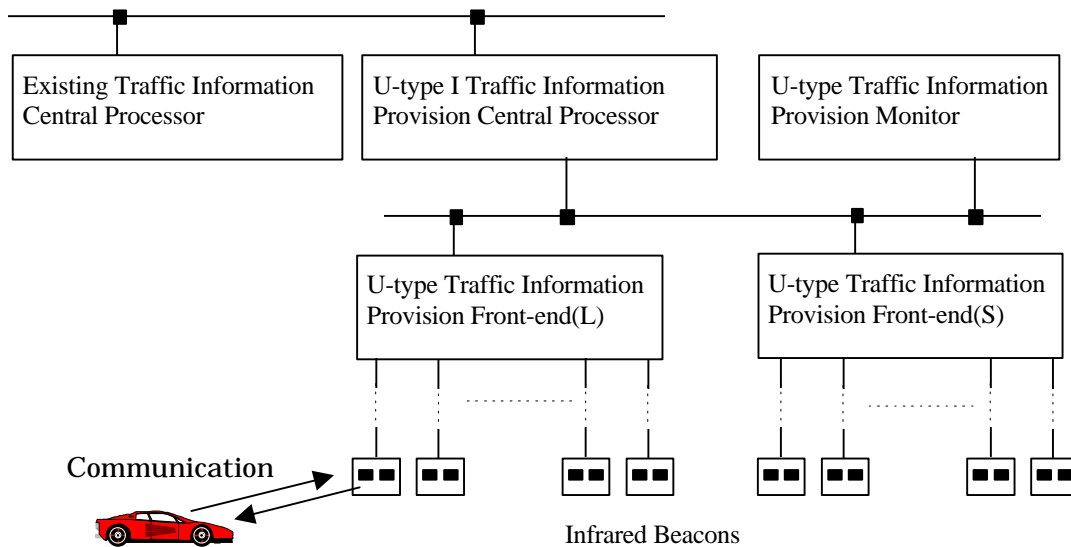 Existing Traffic Information
Central Processor
U-type I Traffic Information
Provision Central Processor
U-type Traffic Information
Provision Monitor
U-type Traffic Information
Provision Front-end(L)
U-type Traffic Information
Provision Front-end(S)
Communication
Infrared Beacons